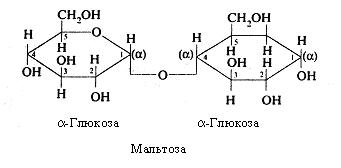 CH₂OH CH₂OH
5 O 5 O
H H H H H H
4 H 1 (α) (α) 4 H 1 (α)
OH OH H O OH H OH
3 2 3 2
H OH H OH
α-Глюкоза α-Глюкоза
Мальтоза